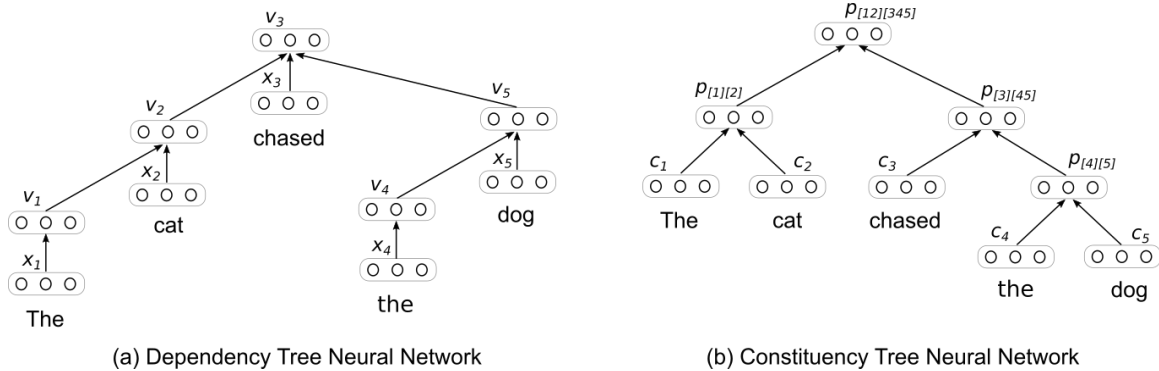 v3
p[12][345]
x3
v2
v5
p[1][2]
p[3][45]
chased
x2
x5
c1
c2
c3
p[4][5]
v1
v4
The
cat
chased
cat
dog
x1
x4
c4
c5
The
the
the
dog
(a) Dependency Tree Neural Network
(b) Constituency Tree Neural Network